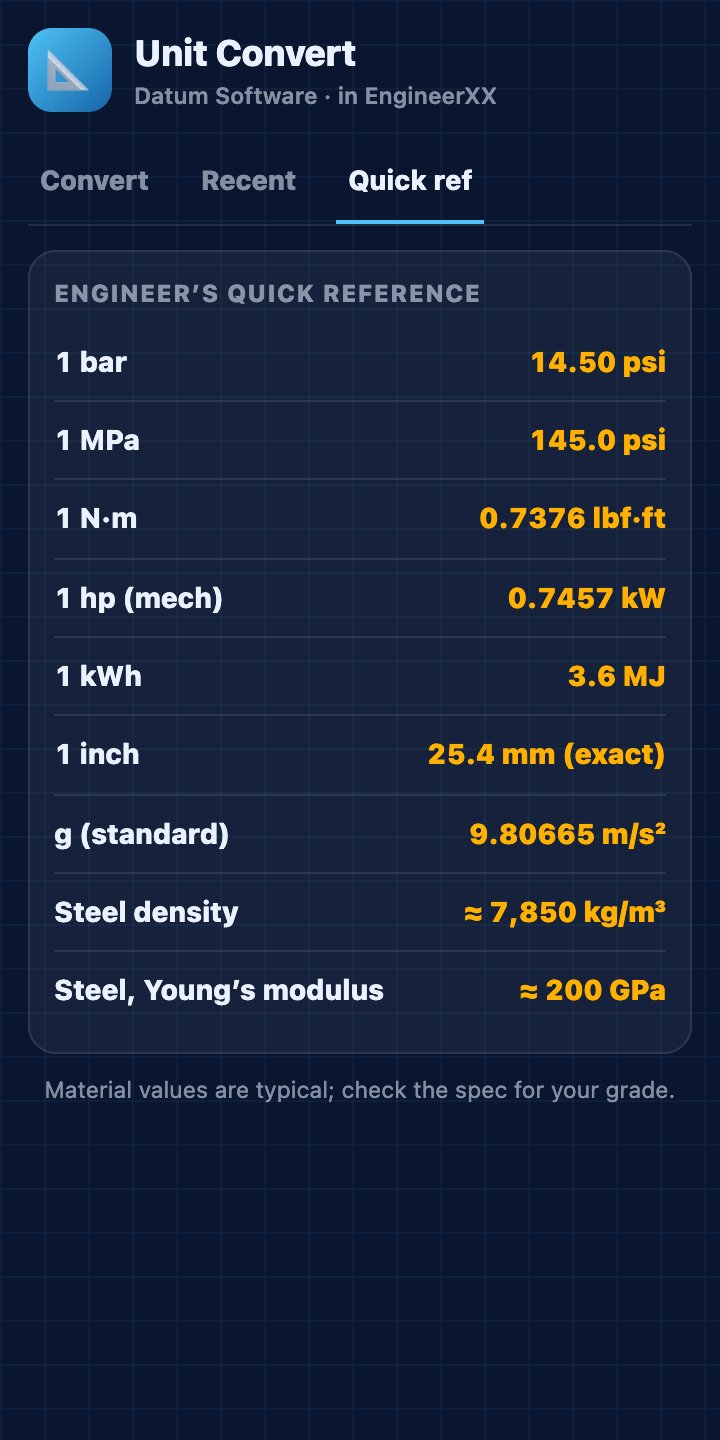 Unit Convert
Datum Software · in EngineerXX
Convert Recent Quick ref
ENGINEER’S QUICK REFERENCE
1 bar 14.50 psi
1 MPa 145.0 psi
1 N·m 0.7376 lbf·ft
1 hp (mech) 0.7457 kW
1 kWh 3.6 MJ
1 inch 25.4 mm (exact)
g (standard) 9.80665 m/s²
Steel density ≈ 7,850 kg/m³
Steel, Young’s modulus ≈ 200 GPa
Material values are typical; check the spec for your grade.